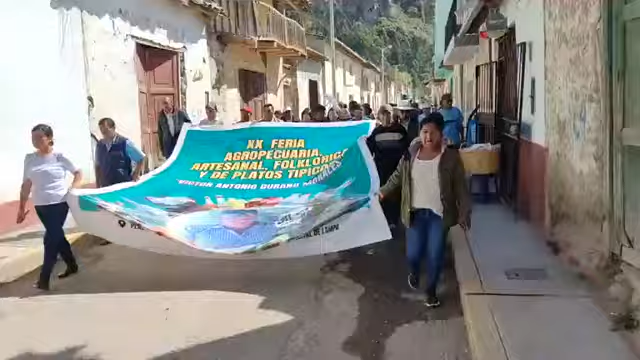 XX FERIA
AGROPECUARIA,
ARTESANAL, FOLKLORICA
Y DE PLATOS TIPICOS
VICTOR ANTONIO DURAND MORALES